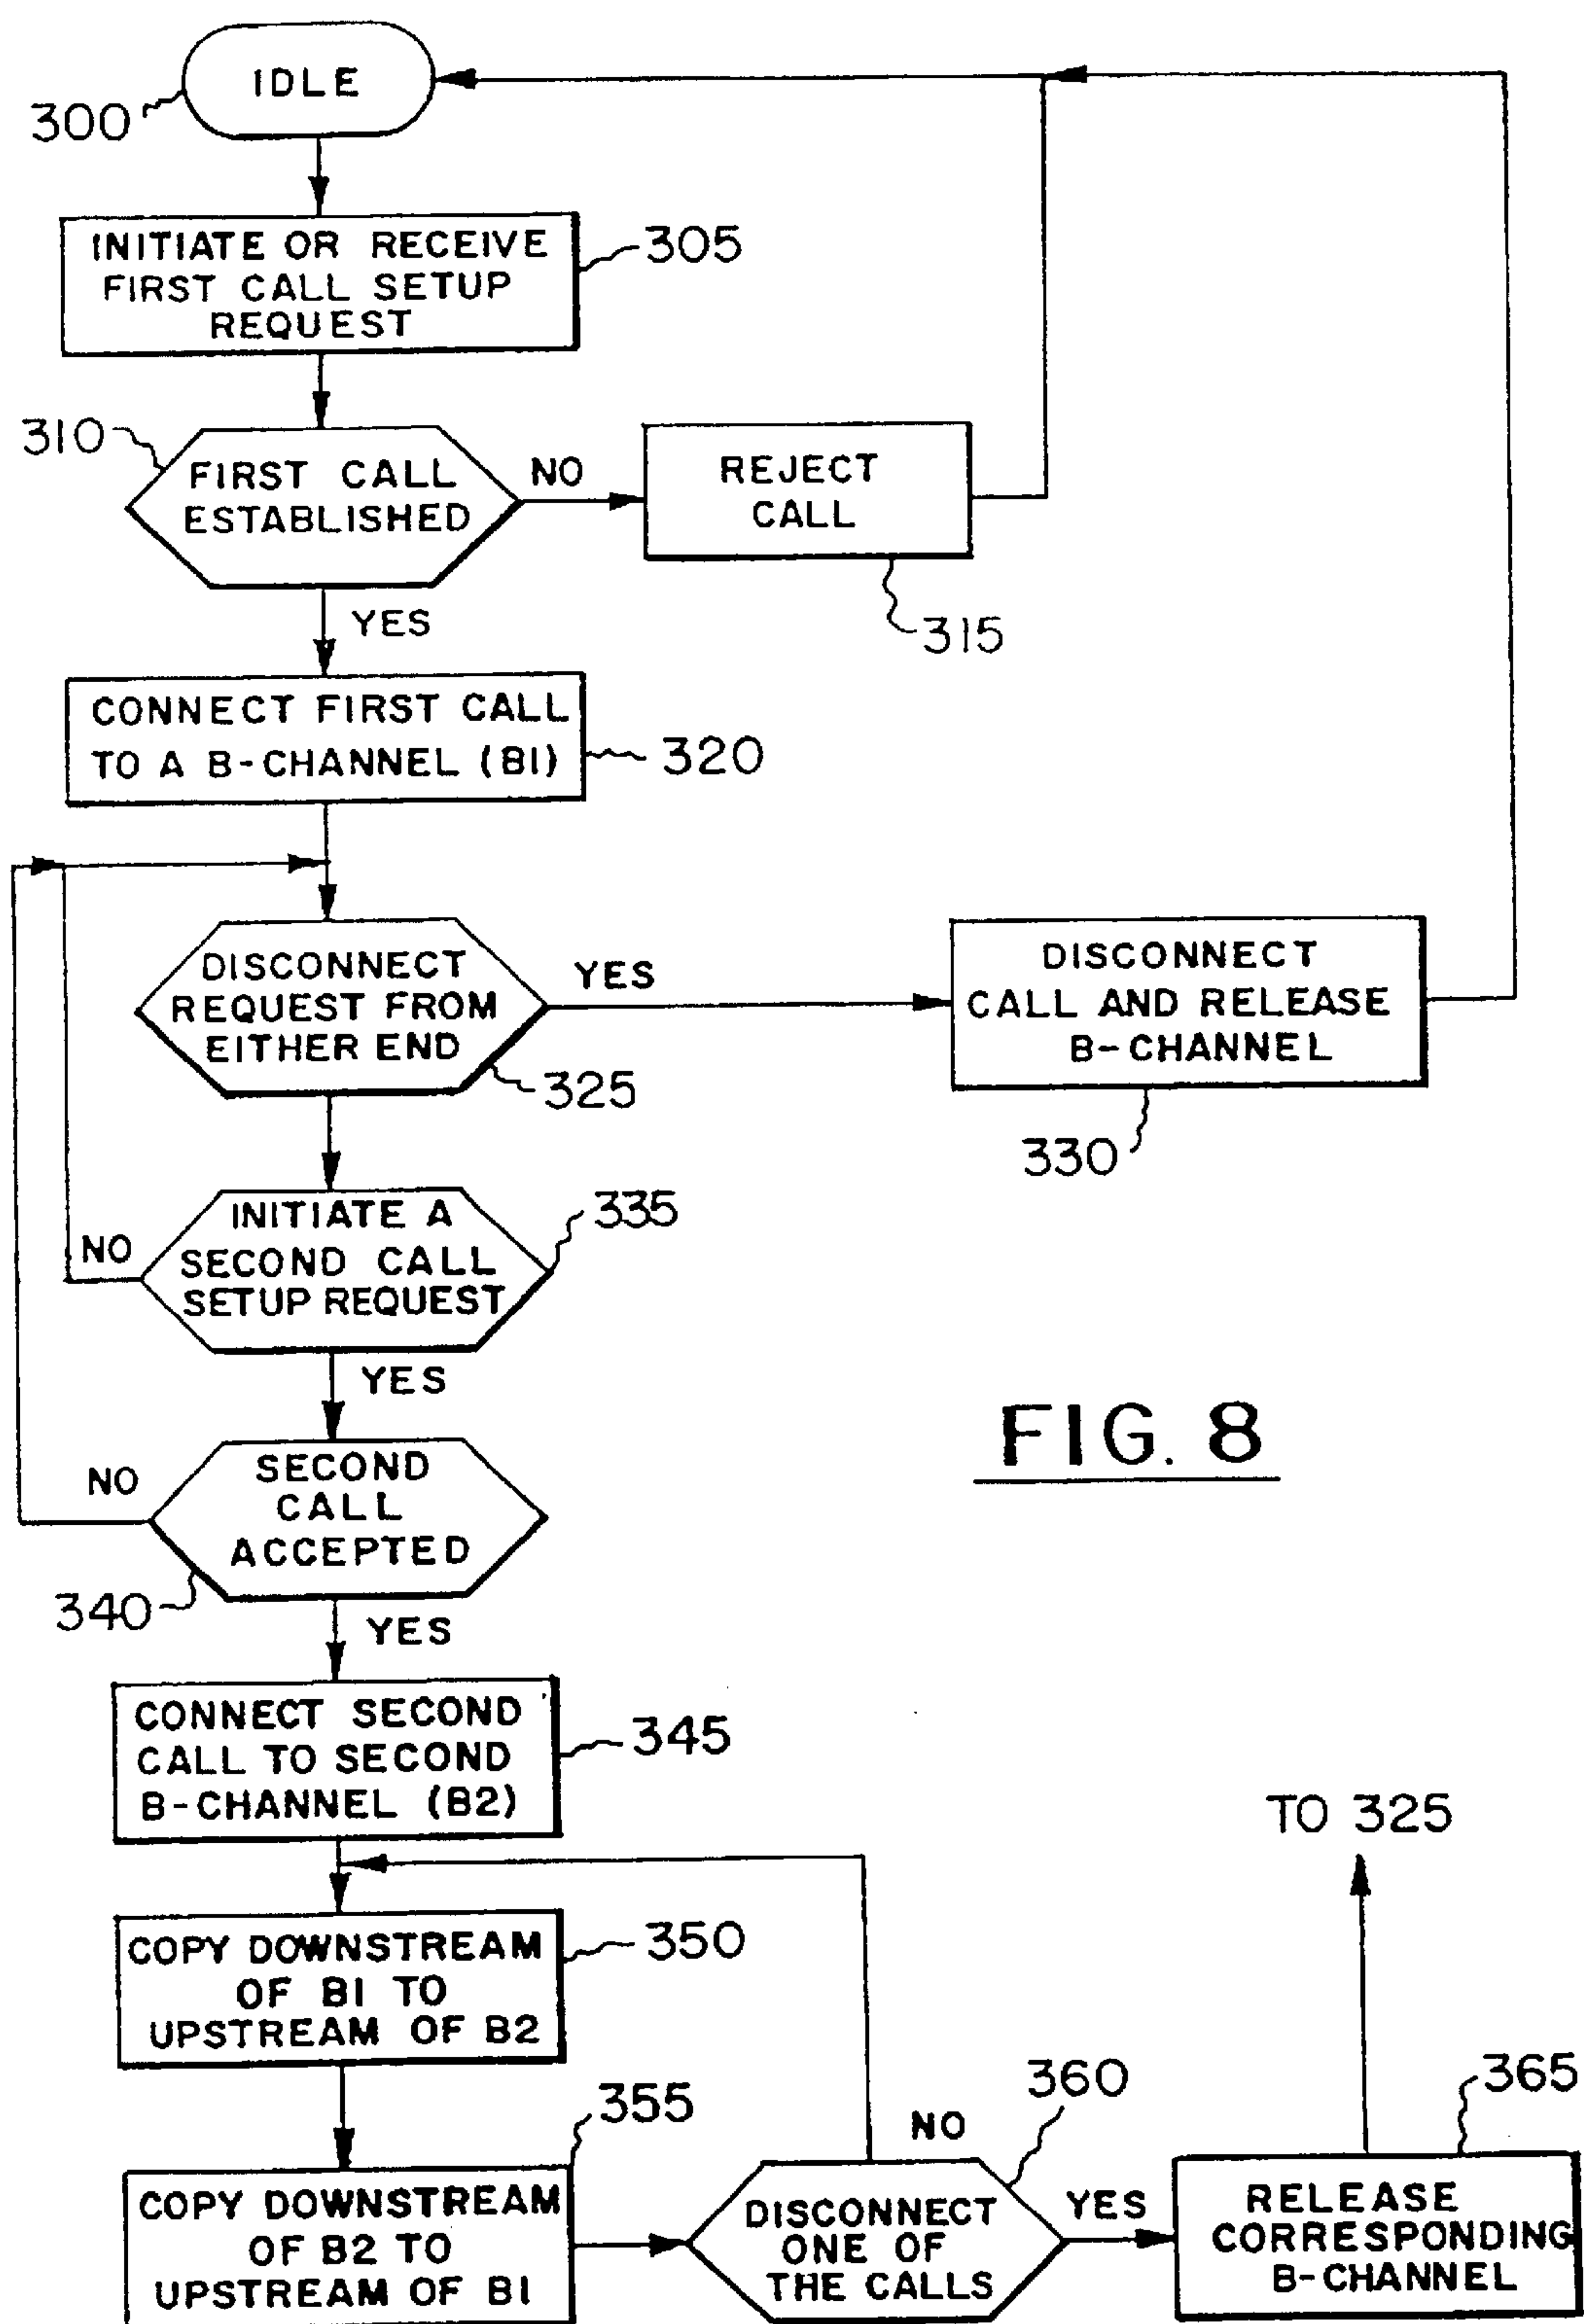 IDLE
300
INITIATE OR RECEIVE
FIRST CALL SETUP
REQUEST
305
310
FIRST CALL
ESTABLISHED
NO
REJECT
CALL
315
YES
CONNECT FIRST CALL
TO A B-CHANNEL (B1)
320
DISCONNECT
REQUEST FROM
EITHER END
325
YES
DISCONNECT
CALL AND RELEASE
B-CHANNEL
330
INITIATE A
SECOND CALL
SETUP REQUEST
335
NO
YES
SECOND
CALL
ACCEPTED
NO
340
YES
FIG. 8
CONNECT SECOND
CALL TO SECOND
B-CHANNEL (B2)
345
TO 325
COPY DOWNSTREAM
OF B1 TO
UPSTREAM OF B2
350
355
COPY DOWNSTREAM
OF B2 TO
UPSTREAM OF B1
NO
360
DISCONNECT
ONE OF
THE CALLS
YES
365
RELEASE
CORRESPONDING
B-CHANNEL